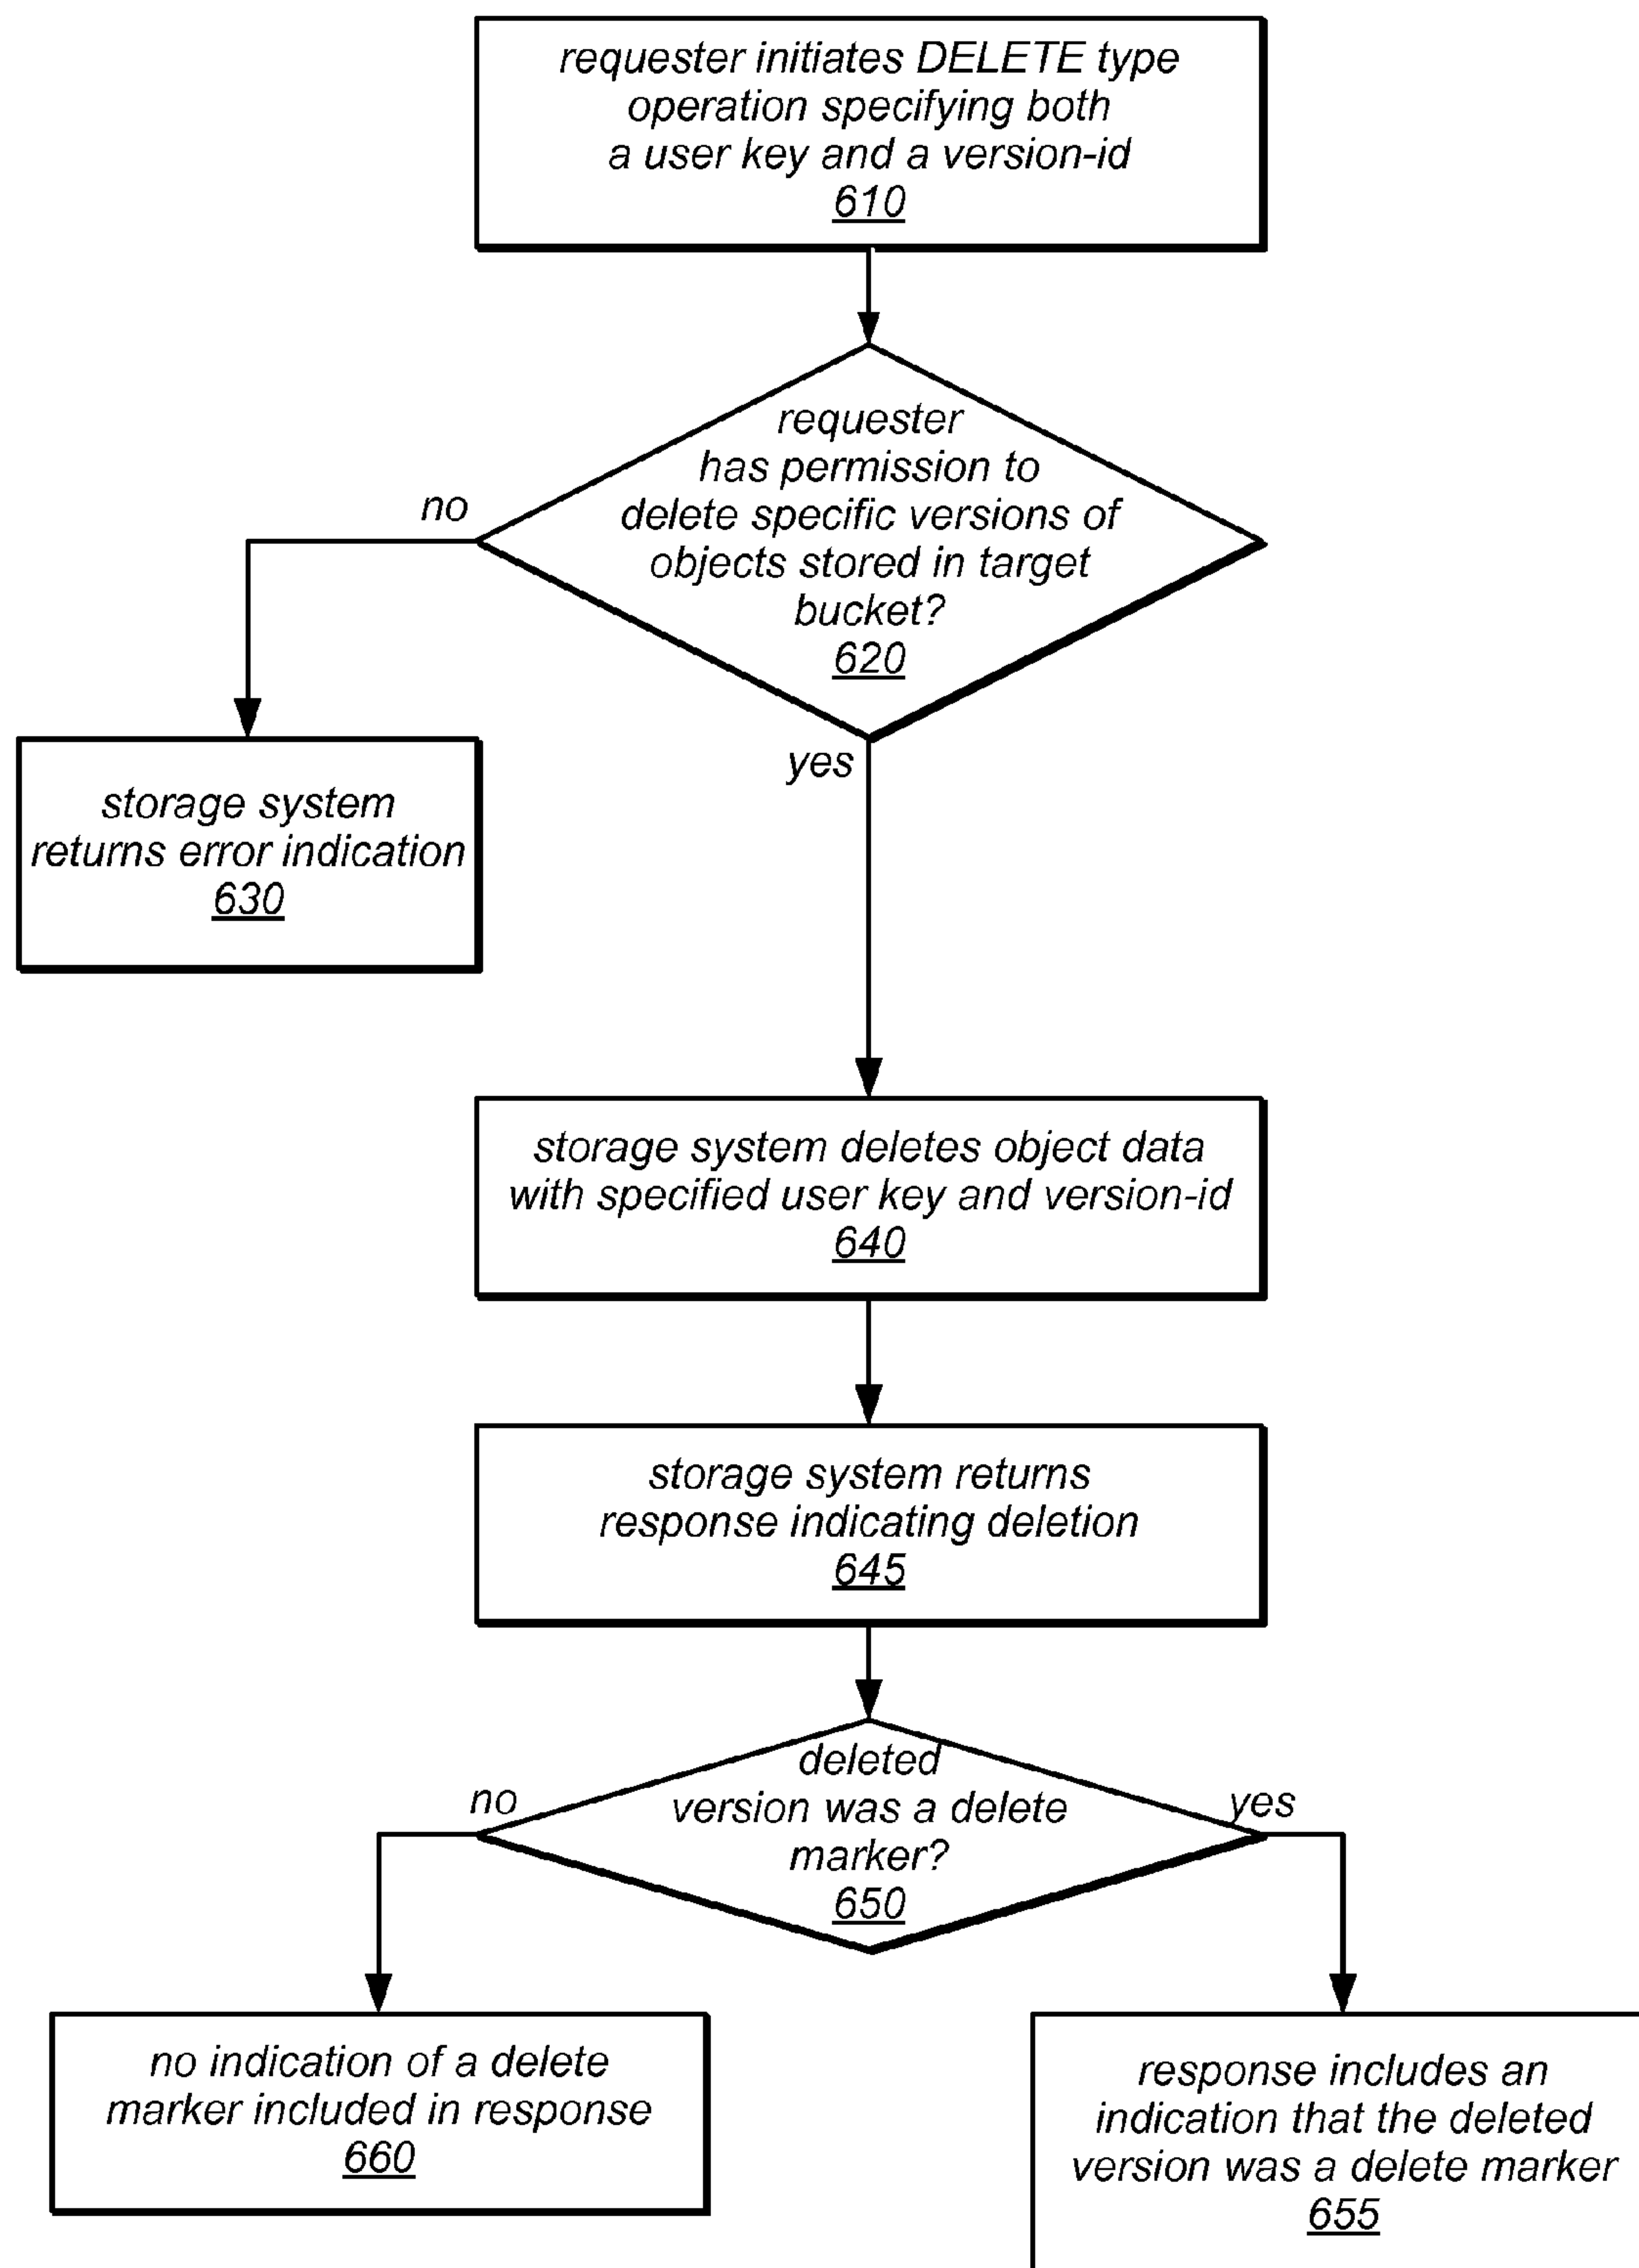 requester initiates DELETE type
operation specifying both
a user key and a version-id
610
requester
has permission to
delete specific versions of
objects stored in target
bucket?
620
no
yes
storage system
returns error indication
630
storage system deletes object data
with specified user key and version-id
640
storage system returns
response indicating deletion
645
deleted
version was a delete
marker?
650
no
yes
no indication of a delete
marker included in response
660
response includes an
indication that the deleted
version was a delete marker
655